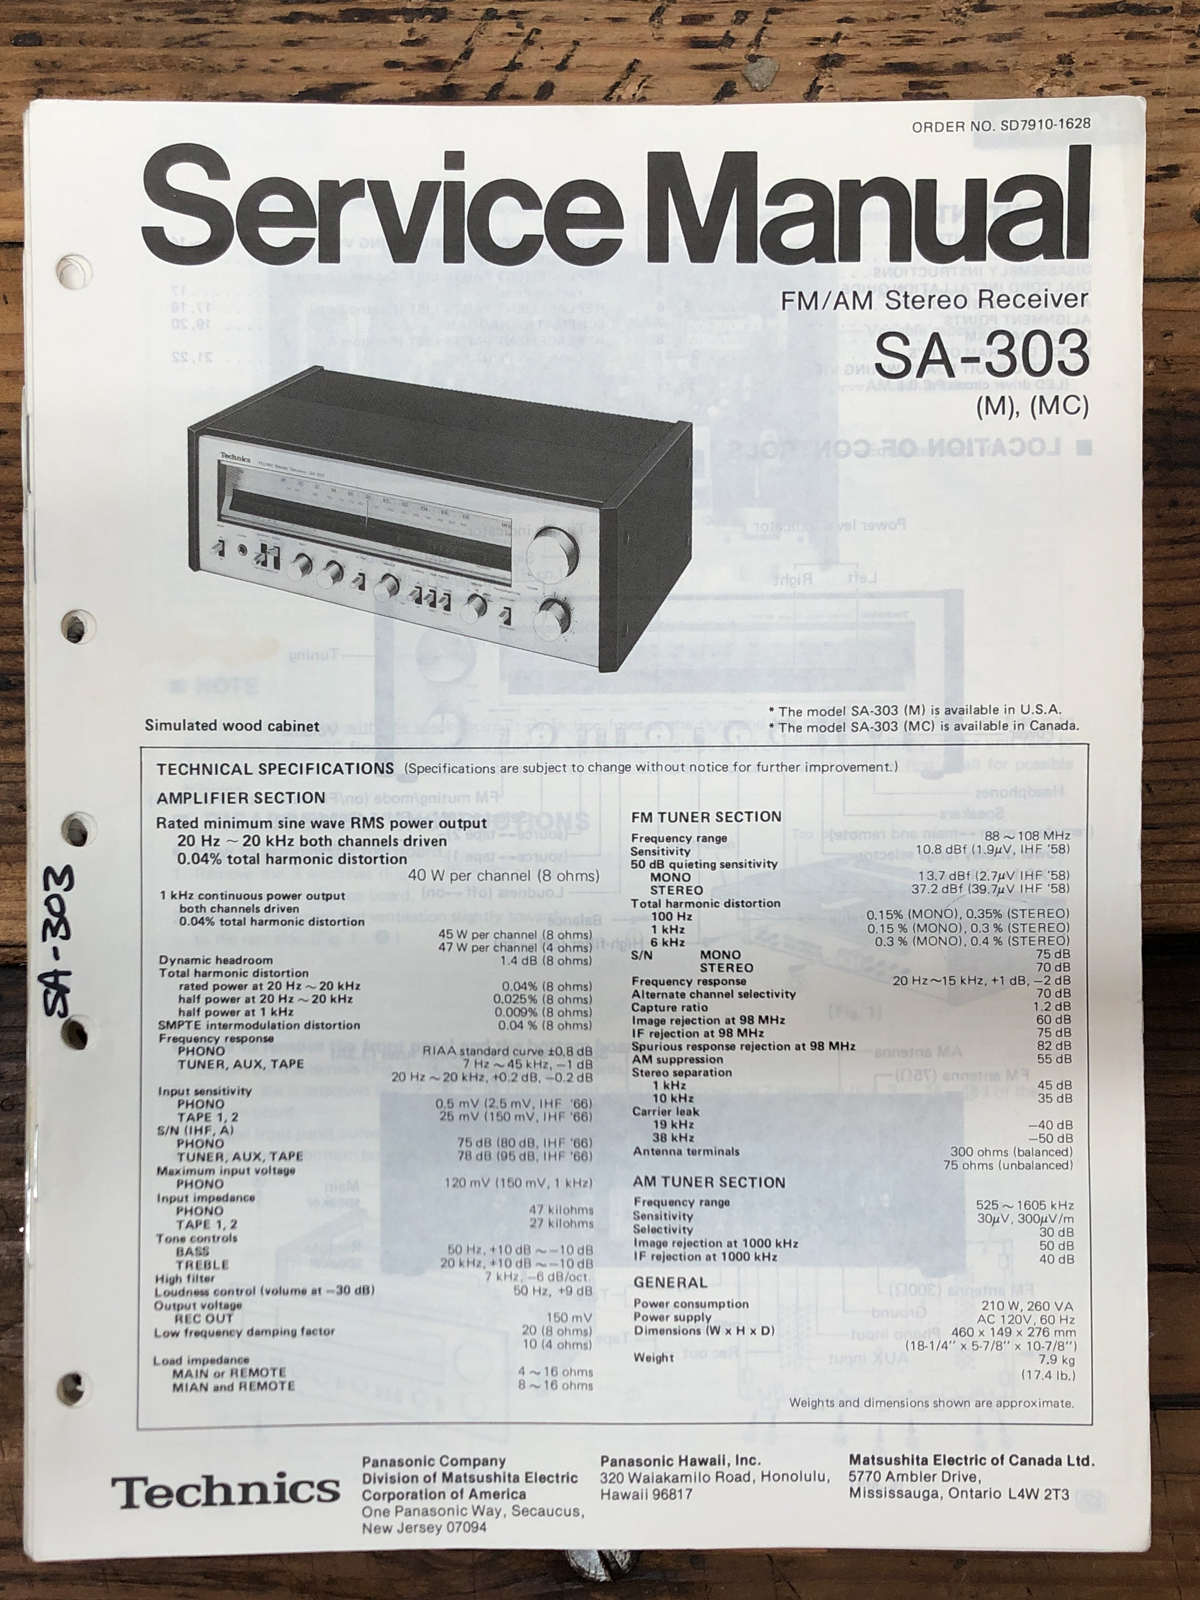 ORDER NO. SD7910-1628
Service Manual
FM/AM Stereo Receiver
SA-303
(M), (MC)
Technics
Simulated wood cabinet
* The model SA-303 (M) is available in U.S.A.
* The model SA-303 (MC) is available in Canada.
TECHNICAL SPECIFICATIONS (Specifications are subject to change without notice for further improvement.)
AMPLIFIER SECTION
Rated minimum sine wave RMS power output
20 Hz ~ 20 kHz both channels driven
0.04% total harmonic distortion
40 W per channel (8 ohms)
1 kHz continuous power output
both channels driven
0.04% total harmonic distortion
45 W per channel (8 ohms)
47 W per channel (4 ohms)
Dynamic headroom 1.4 dB (8 ohms)
Total harmonic distortion
rated power at 20 Hz ~ 20 kHz 0.04% (8 ohms)
half power at 20 Hz ~ 20 kHz 0.025% (8 ohms)
half power at 1 kHz 0.009% (8 ohms)
SMPTE intermodulation distortion 0.04 % (8 ohms)
Frequency response
PHONO RIAA standard curve ±0.8 dB
TUNER, AUX, TAPE 7 Hz ~ 45 kHz, −1 dB
20 Hz ~ 20 kHz, +0.2 dB, −0.2 dB
Input sensitivity
PHONO 0.5 mV (2.5 mV, IHF '66)
TAPE 1, 2 25 mV (150 mV, IHF '66)
S/N (IHF, A)
PHONO 75 dB (80 dB, IHF '66)
TUNER, AUX, TAPE 78 dB (95 dB, IHF '66)
Maximum input voltage
PHONO 120 mV (150 mV, 1 kHz)
Input impedance
PHONO 47 kilohms
TAPE 1, 2 27 kilohms
Tone controls
BASS 50 Hz, +10 dB ~ −10 dB
TREBLE 20 kHz, +10 dB ~ −10 dB
High filter 7 kHz, −6 dB/oct.
Loudness control (volume at −30 dB) 50 Hz, +9 dB
Output voltage
REC OUT 150 mV
Low frequency damping factor 20 (8 ohms)
10 (4 ohms)
Load impedance
MAIN or REMOTE 4 ~ 16 ohms
MIAN and REMOTE 8 ~ 16 ohms
FM TUNER SECTION
Frequency range 88 ~ 108 MHz
Sensitivity 10.8 dBf (1.9µV, IHF '58)
50 dB quieting sensitivity
MONO 13.7 dBf (2.7µV IHF '58)
STEREO 37.2 dBf (39.7µV IHF '58)
Total harmonic distortion
100 Hz 0.15% (MONO), 0.35% (STEREO)
1 kHz 0.15 % (MONO), 0.3 % (STEREO)
6 kHz 0.3 % (MONO), 0.4 % (STEREO)
S/N MONO 75 dB
STEREO 70 dB
Frequency response 20 Hz~15 kHz, +1 dB, −2 dB
Alternate channel selectivity 70 dB
Capture ratio 1.2 dB
Image rejection at 98 MHz 60 dB
IF rejection at 98 MHz 75 dB
Spurious response rejection at 98 MHz 82 dB
AM suppression 55 dB
Stereo separation
1 kHz 45 dB
10 kHz 35 dB
Carrier leak
19 kHz −40 dB
38 kHz −50 dB
Antenna terminals 300 ohms (balanced)
75 ohms (unbalanced)
AM TUNER SECTION
Frequency range 525 ~ 1605 kHz
Sensitivity 30µV, 300µV/m
Selectivity 30 dB
Image rejection at 1000 kHz 50 dB
IF rejection at 1000 kHz 40 dB
GENERAL
Power consumption 210 W, 260 VA
Power supply AC 120V, 60 Hz
Dimensions (W x H x D) 460 x 149 x 276 mm
(18-1/4" x 5-7/8" x 10-7/8")
Weight 7.9 kg
(17.4 lb.)
Weights and dimensions shown are approximate.
SA-303
Technics
Panasonic Company
Division of Matsushita Electric
Corporation of America
One Panasonic Way, Secaucus,
New Jersey 07094
Panasonic Hawaii, Inc.
320 Waiakamilo Road, Honolulu,
Hawaii 96817
Matsushita Electric of Canada Ltd.
5770 Ambler Drive,
Mississauga, Ontario L4W 2T3